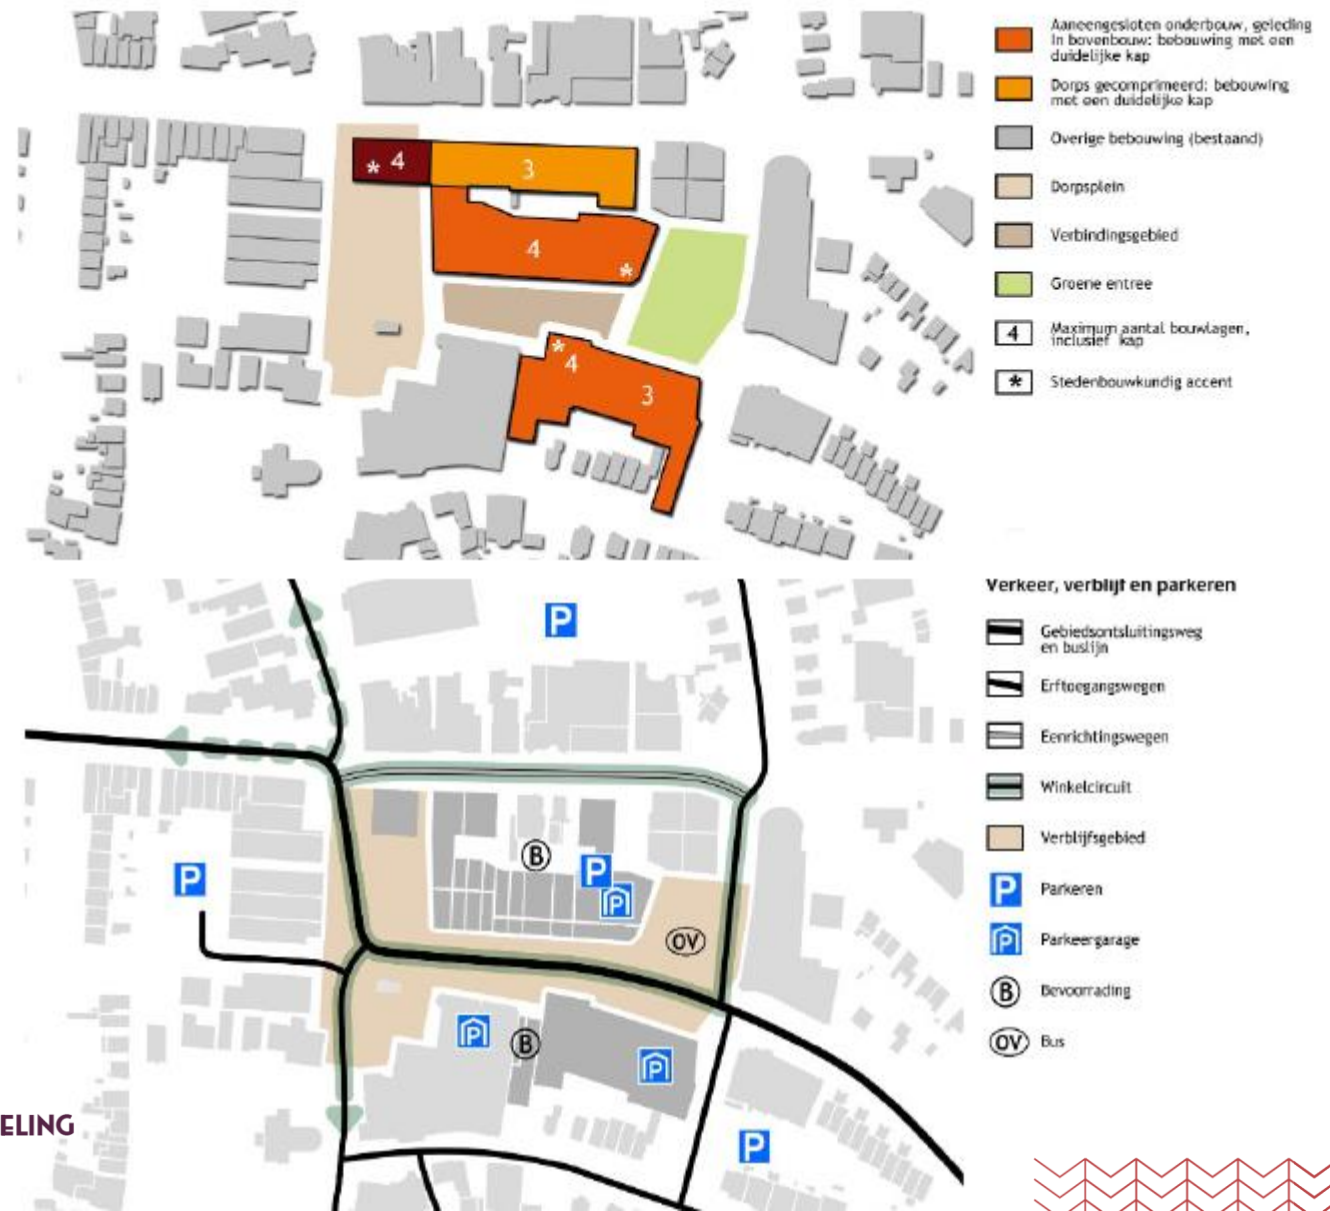 Aaneengesloten onderbouw, geleding
In bovenbouw: bebouwing met een
duidelijke kap
Dorps gecomprimeerd: bebouwing
met een duidelijke kap
Overige bebouwing (bestaand)
Dorpsplein
Verbindingsgebied
Groene entree
4
Maximum aantal bouwlagen,
inclusief kap
*
Stedenbouwkundig accent
* 4
3
4
*
*
4
3
Verkeer, verblijf en parkeren
Gebiedsontsluitingsweg
en buslijn
Erftoegangswegen
Eenrichtingswegen
Winkelcircuit
Verblijfsgebied
P
Parkeren
P
Parkeergarage
B
Bevoorrading
OV
Bus
P
B
P
P
P
OV
P
B
P
P
ELING